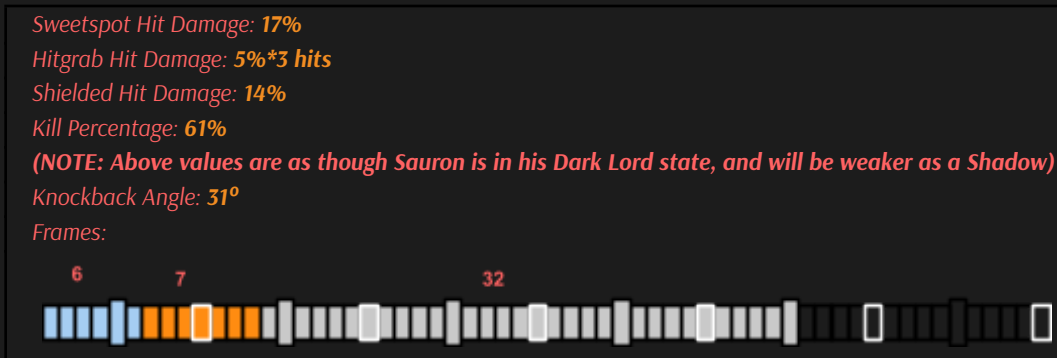 Sweetspot Hit Damage: 17%
Hitgrab Hit Damage: 5%*3 hits
Shielded Hit Damage: 14%
Kill Percentage: 61%
(NOTE: Above values are as though Sauron is in his Dark Lord state, and will be weaker as a Shadow)
Knockback Angle: 31º
Frames:
6 7 32